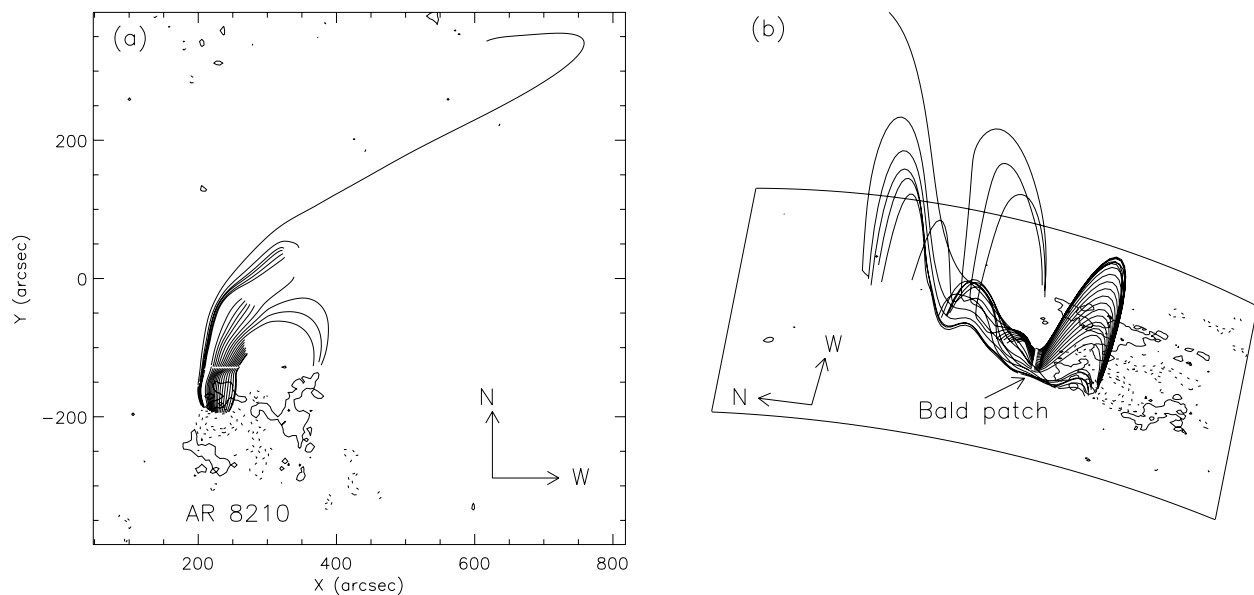 (a)
(b)
200
0
−200
Y (arcsec)
N
W
AR 8210
200
400
600
800
X (arcsec)
W
N
Bald patch